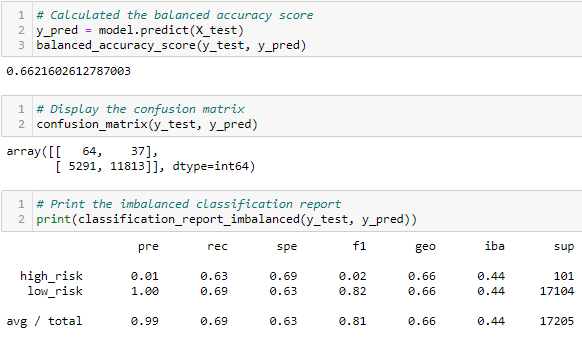 1 # Calculated the balanced accuracy score
2 y_pred = model.predict(X_test)
3 balanced_accuracy_score(y_test, y_pred)
0.6621602612787003
1 # Display the confusion matrix
2 confusion_matrix(y_test, y_pred)
array([[   64,    37],
       [ 5291, 11813]], dtype=int64)
1 # Print the imbalanced classification report
2 print(classification_report_imbalanced(y_test, y_pred))
pre rec spe f1 geo iba sup
high_risk 0.01 0.63 0.69 0.02 0.66 0.44 101
low_risk 1.00 0.69 0.63 0.82 0.66 0.44 17104
avg / total 0.99 0.69 0.63 0.81 0.66 0.44 17205